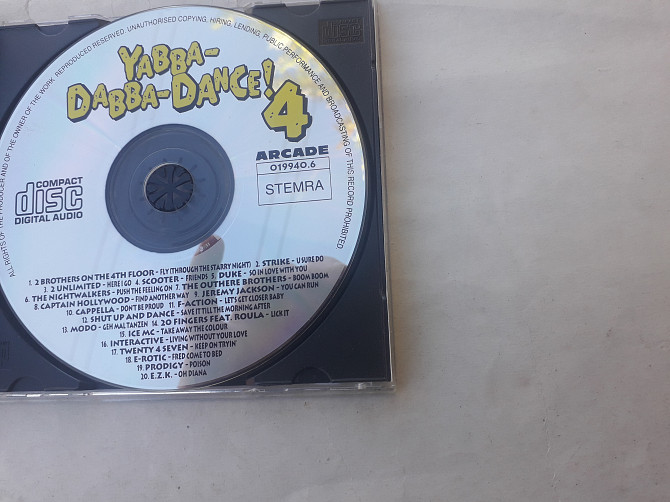 ALL RIGHTS OF THE PRODUCER AND OF THE OWNER OF THE WORK REPRODUCED RESERVED. UNAUTHORISED COPYING, HIRING, LENDING, PUBLIC PERFORMANCE AND BROADCASTING OF THIS RECORD PROHIBITED
YABBA-
DABBA-DANCE!
4
ARCADE
019940.6
STEMRA
COMPACT
disc
DIGITAL AUDIO
1. 2 BROTHERS ON THE 4TH FLOOR - FLY (THROUGH THE STARRY NIGHT) 2. STRIKE - U SURE DO
3. 2 UNLIMITED - HERE I GO 4. SCOOTER - FRIENDS 5. DUKE - SO IN LOVE WITH YOU
6. THE NIGHTWALKERS - PUSH THE FEELING ON 7. THE OUTHERE BROTHERS - BOOM BOOM
8. CAPTAIN HOLLYWOOD - FIND ANOTHER WAY 9. JEREMY JACKSON - YOU CAN RUN
10. CAPPELLA - DON'T BE PROUD 11. F-ACTION - LET'S GET CLOSER BABY
12. SHUT UP AND DANCE - SAVE IT TILL THE MORNING AFTER
13. MODO - GEH MAL TANZEN 14. 20 FINGERS FEAT. ROULA - LICK IT
15. ICE MC - TAKE AWAY THE COLOUR
16. INTERACTIVE - LIVING WITHOUT YOUR LOVE
17. TWENTY 4 SEVEN - KEEP ON TRYIN'
18. E-ROTIC - FRED COME TO BED
19. PRODIGY - POISON
20. E.Z.K. - OH DIANA